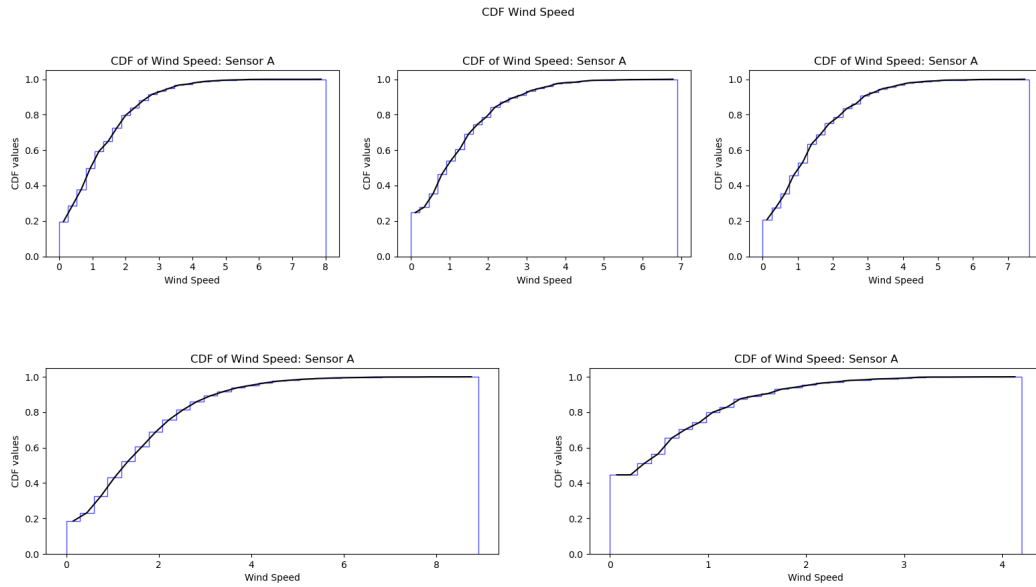 CDF Wind Speed
CDF of Wind Speed: Sensor A
CDF of Wind Speed: Sensor A
CDF of Wind Speed: Sensor A
CDF values
1.0
0.8
0.6
0.4
0.2
0.0
0 1 2 3 4 5 6 7 8
Wind Speed
CDF values
1.0
0.8
0.6
0.4
0.2
0.0
0 1 2 3 4 5 6 7
Wind Speed
CDF values
1.0
0.8
0.6
0.4
0.2
0.0
0 1 2 3 4 5 6 7
Wind Speed
CDF of Wind Speed: Sensor A
CDF of Wind Speed: Sensor A
CDF values
1.0
0.8
0.6
0.4
0.2
0.0
0 2 4 6 8
Wind Speed
CDF values
1.0
0.8
0.6
0.4
0.2
0.0
0 1 2 3 4
Wind Speed